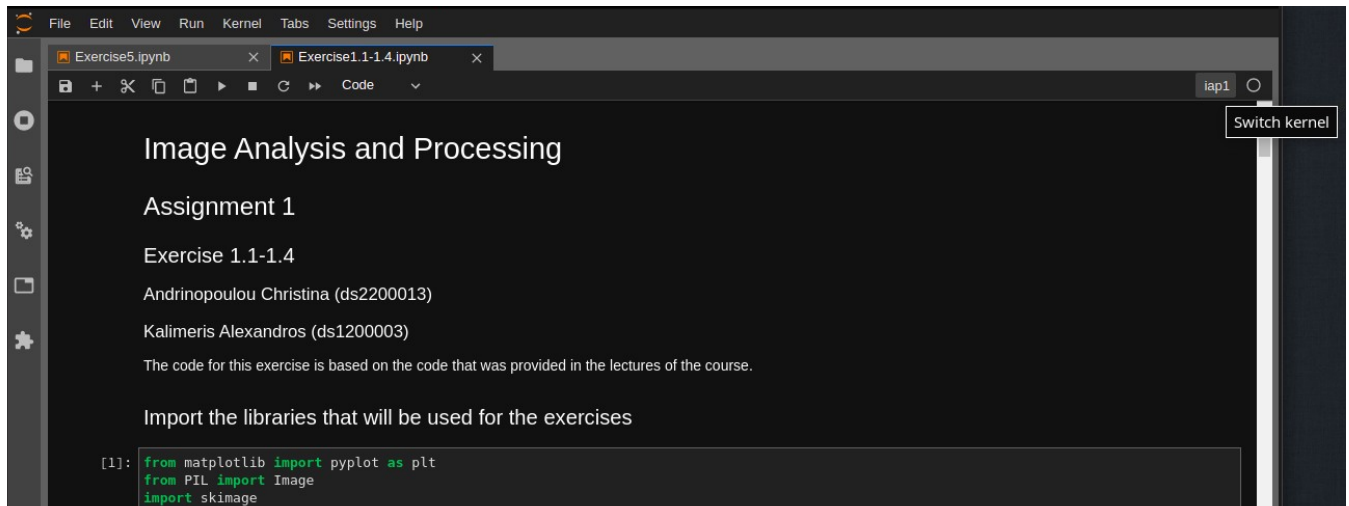 File Edit View Run Kernel Tabs Settings Help
Exercise5.ipynb Exercise1.1-1.4.ipynb
Code iap1
Switch kernel
Image Analysis and Processing
Assignment 1
Exercise 1.1-1.4
Andrinopoulou Christina (ds2200013)
Kalimeris Alexandros (ds1200003)
The code for this exercise is based on the code that was provided in the lectures of the course.
Import the libraries that will be used for the exercises
[1]: from matplotlib import pyplot as plt
from PIL import Image
import skimage